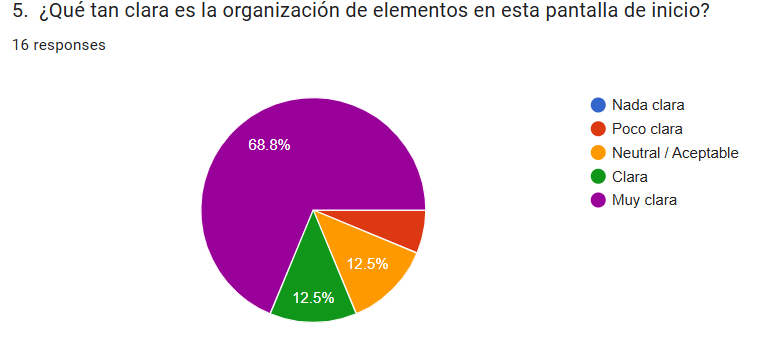 5. ¿Qué tan clara es la organización de elementos en esta pantalla de inicio?
16 responses
68.8%
12.5%
12.5%
Nada clara
Poco clara
Neutral / Aceptable
Clara
Muy clara